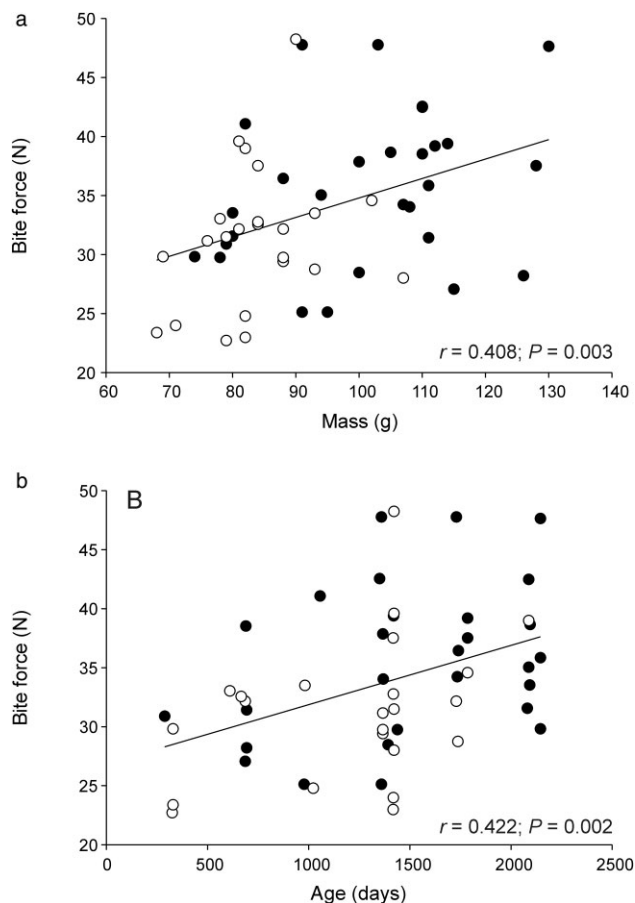 a
50
45
40
35
30
25
20
Bite force (N)
r = 0.408; P = 0.003
60 70 80 90 100 110 120 130 140
Mass (g)
b
B
50
45
40
35
30
25
20
Bite force (N)
r = 0.422; P = 0.002
0 500 1000 1400 2000 2500
Age (days)